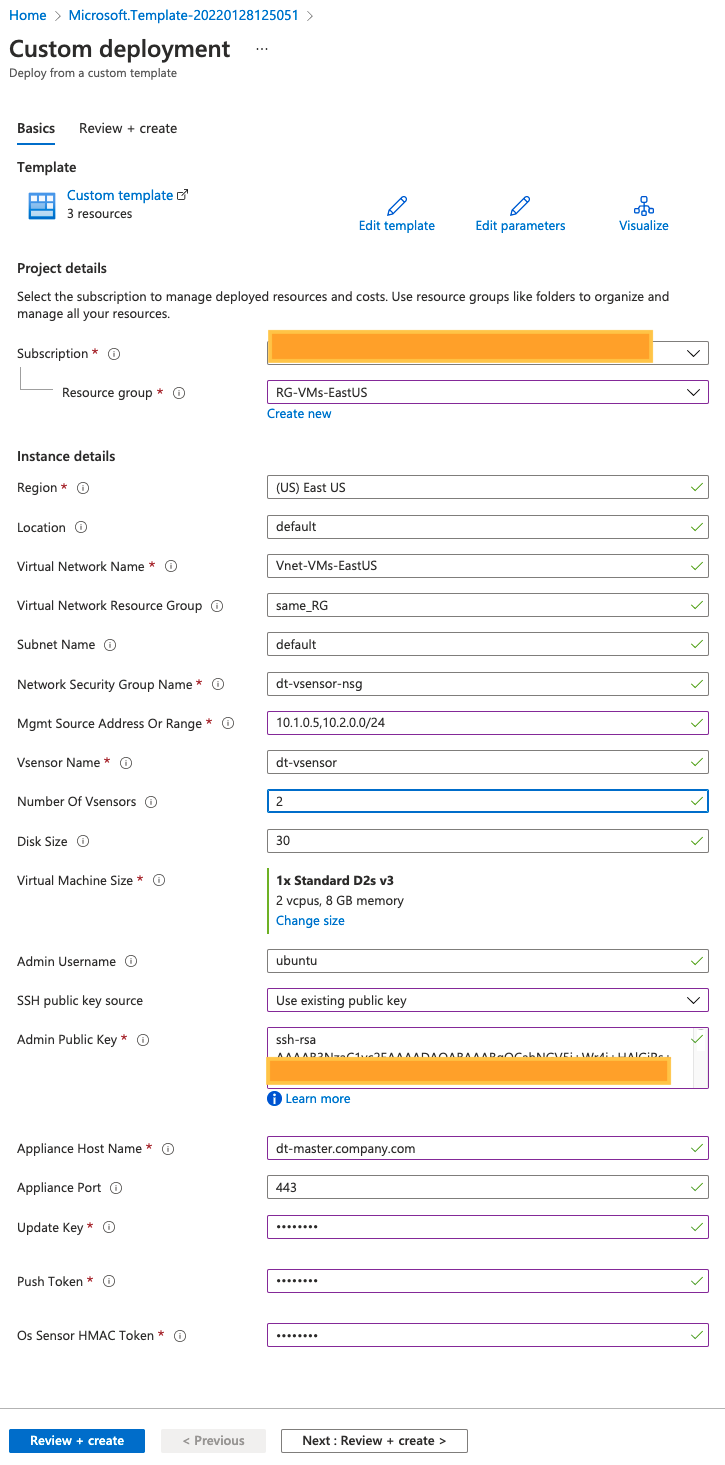 Home > Microsoft.Template-20220128125051 >
Custom deployment ...
Deploy from a custom template
Basics Review + create
Template
Custom template
3 resources
Edit template Edit parameters Visualize
Project details
Select the subscription to manage deployed resources and costs. Use resource groups like folders to organize and
manage all your resources.
Subscription *
Resource group * RG-VMs-EastUS
Create new
Instance details
Region * (US) East US
Location default
Virtual Network Name * Vnet-VMs-EastUS
Virtual Network Resource Group same_RG
Subnet Name default
Network Security Group Name * dt-vsensor-nsg
Mgmt Source Address Or Range * 10.1.0.5,10.2.0.0/24
Vsensor Name * dt-vsensor
Number Of Vsensors 2
Disk Size 30
Virtual Machine Size * 1x Standard D2s v3
2 vcpus, 8 GB memory
Change size
Admin Username ubuntu
SSH public key source Use existing public key
Admin Public Key * ssh-rsa
Learn more
Appliance Host Name * dt-master.company.com
Appliance Port 443
Update Key * ••••••••
Push Token * ••••••••
Os Sensor HMAC Token * ••••••••
Review + create < Previous Next : Review + create >